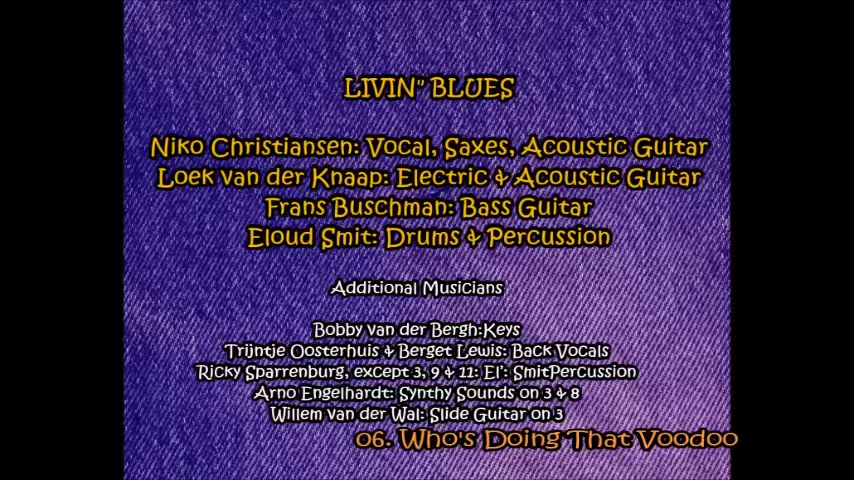 LIVIN" BLUES
Niko Christiansen: Vocal, Saxes, Acoustic Guitar
Loek van der Knaap: Electric & Acoustic Guitar
Frans Buschman: Bass Guitar
Eloud Smit: Drums & Percussion
Additional Musicians
Bobby van der Bergh:Keys
Trijntje Oosterhuis & Berget Lewis: Back Vocals
Ricky Sparrenburg, except 3, 9 & 11: El': SmitPercussion
Arno Engelhardt: Synthy Sounds on 3 & 8
Willem van der Wal: Slide Guitar on 3
06. Who's Doing That Voodoo